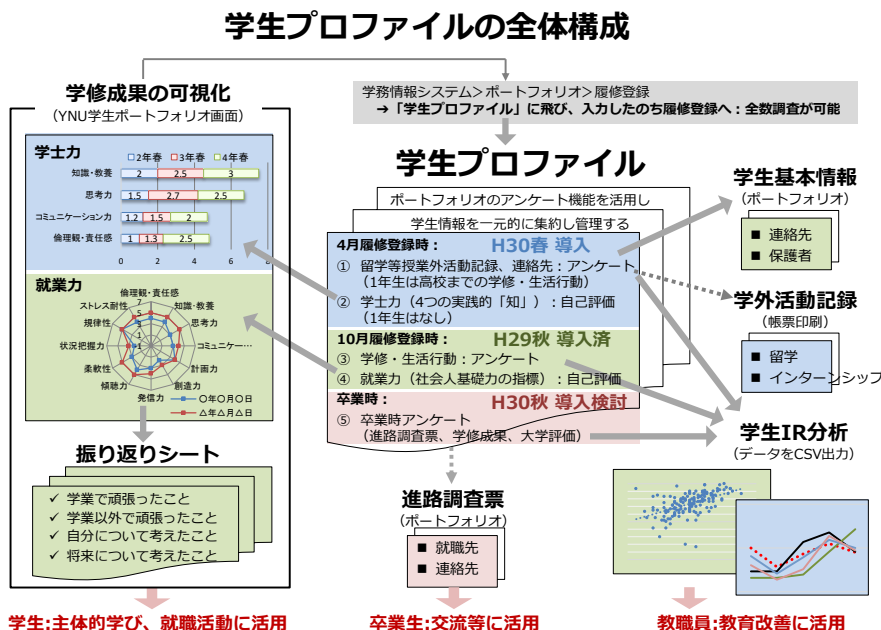 学生プロファイルの全体構成
学修成果の可視化
(YNU学生ポートフォリオ画面)
学士力
2年春 3年春 4年春
知識・教養 2 2.5 3
思考力 1.5 2.7 2.5
コミュニケーション力 1.2 1.5 2
倫理観・責任感 1 1.3 2.5
0 2 4 6 8
就業力
倫理観・責任感
ストレス耐性 知識・教養
規律性 思考力
状況把握力 コミュニケー…
柔軟性 計画力
傾聴力 創造力
発信力
7
5
3
1
-1
〇年〇月〇日
△年△月△日
振り返りシート
✓ 学業で頑張ったこと
✓ 学業以外で頑張ったこと
✓ 自分について考えたこと
✓ 将来について考えたこと
学生:主体的学び、就職活動に活用
学務情報システム>ポートフォリオ>履修登録
→「学生プロファイル」に飛び、入力したのち履修登録へ：全数調査が可能
学生プロファイル
ポートフォリオのアンケート機能を活用し
学生情報を一元的に集約し管理する
4月履修登録時： H30春 導入
① 留学等授業外活動記録、連絡先：アンケート
(1年生は高校までの学修・生活行動)
② 学士力（4つの実践的「知」）：自己評価
(1年生はなし)
10月履修登録時： H29秋 導入済
③ 学修・生活行動：アンケート
④ 就業力（社会人基礎力の指標）：自己評価
卒業時： H30秋 導入検討
⑤ 卒業時アンケート
(進路調査票、学修成果、大学評価)
進路調査票
(ポートフォリオ)
■ 就職先
■ 連絡先
卒業生:交流等に活用
学生基本情報
(ポートフォリオ)
■ 連絡先
■ 保護者
学外活動記録
(帳票印刷)
■ 留学
■ インターンシップ
学生IR分析
(データをCSV出力)
教職員:教育改善に活用